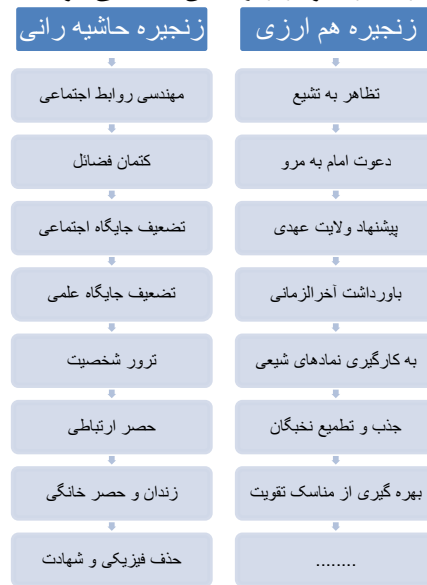 زنجیره هم ارزی
تظاهر به تشیع
دعوت امام به مرو
پیشنهاد ولایت عهدی
باورداشت آخرالزمانی
به کارگیری نمادهای شیعی
جذب و تطمیع نخبگان
بهره گیری از مناسک تقویت
........
زنجیره حاشیه رانی
مهندسی روابط اجتماعی
کتمان فضائل
تضعیف جایگاه اجتماعی
تضعیف جایگاه علمی
ترور شخصیت
حصر ارتباطی
زندان و حصر خانگی
حذف فیزیکی و شهادت